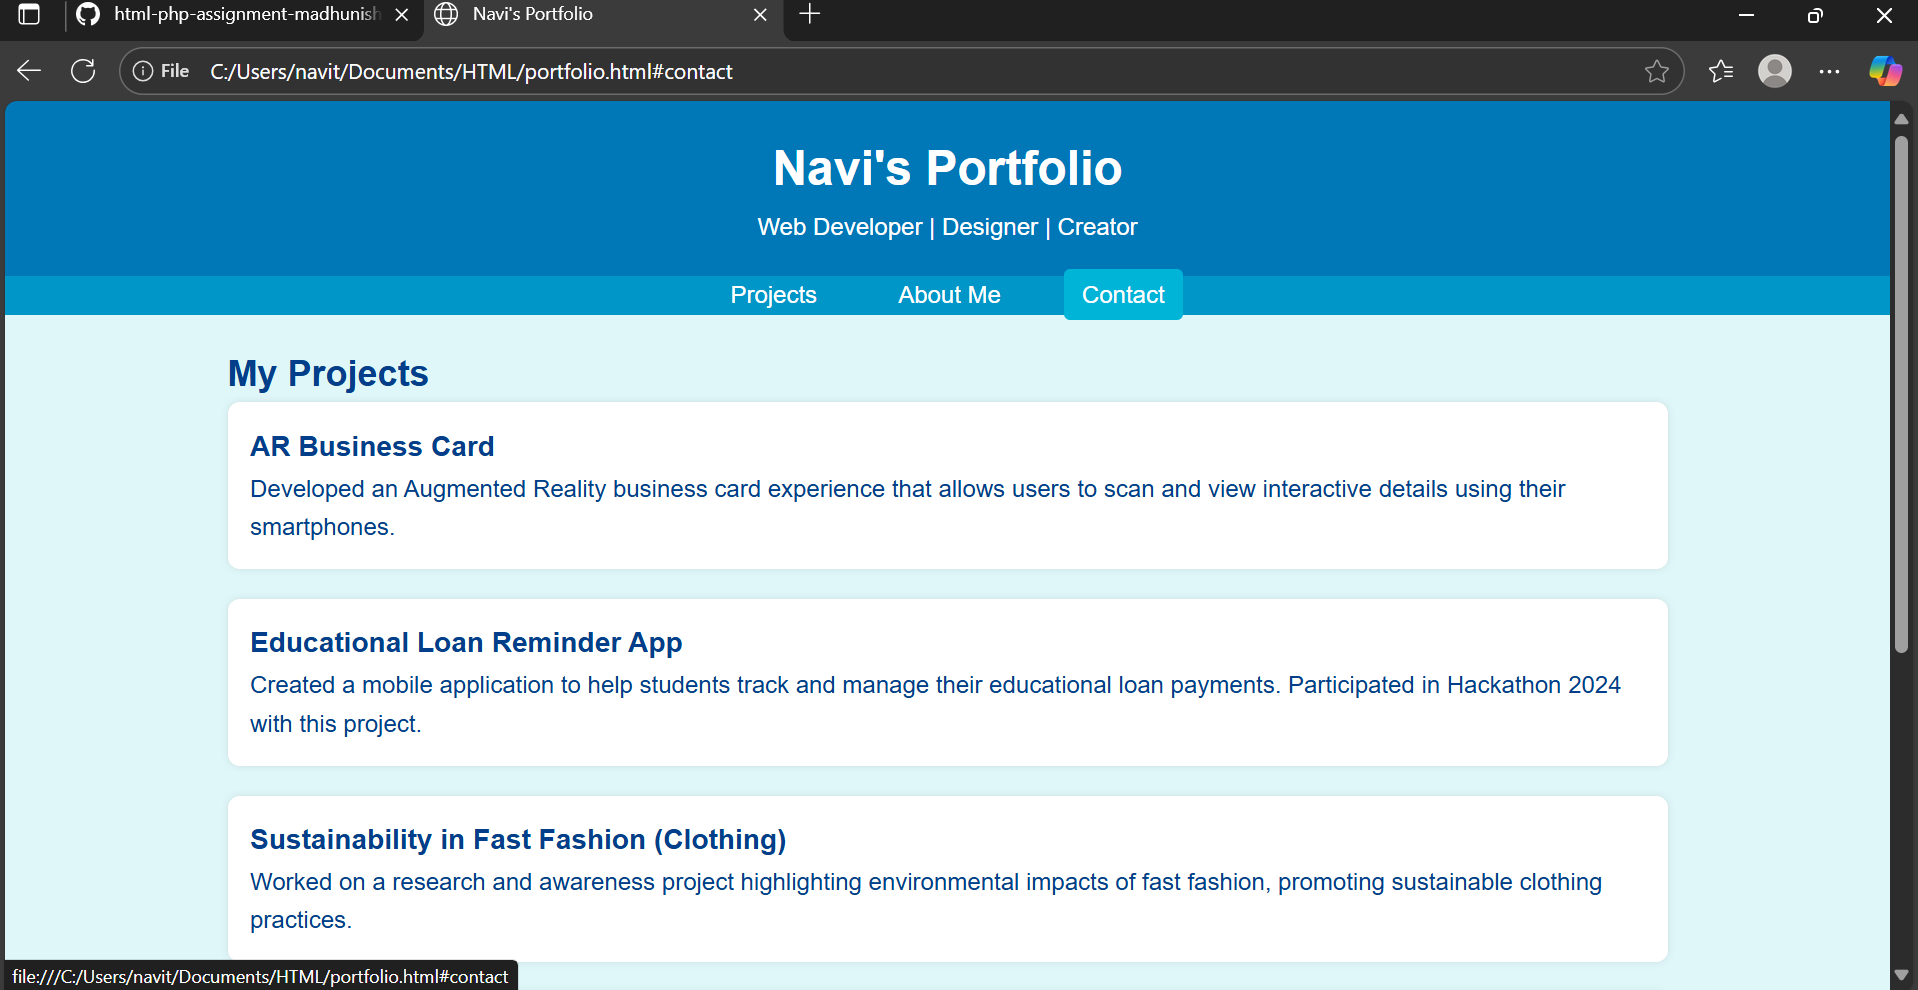 html-php-assignment-madhunish
Navi's Portfolio
File C:/Users/navit/Documents/HTML/portfolio.html#contact
Navi's Portfolio
Web Developer | Designer | Creator
Projects About Me Contact
My Projects
AR Business Card
Developed an Augmented Reality business card experience that allows users to scan and view interactive details using their
smartphones.
Educational Loan Reminder App
Created a mobile application to help students track and manage their educational loan payments. Participated in Hackathon 2024
with this project.
Sustainability in Fast Fashion (Clothing)
Worked on a research and awareness project highlighting environmental impacts of fast fashion, promoting sustainable clothing
practices.
file:///C:/Users/navit/Documents/HTML/portfolio.html#contact